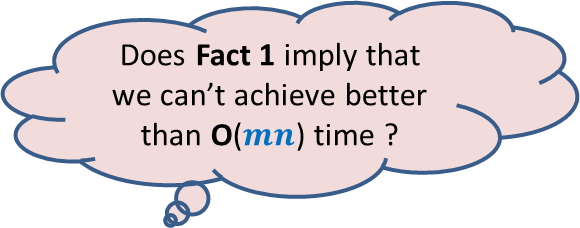 Does Fact 1 imply that
we can’t achieve better
than O(mn) time ?